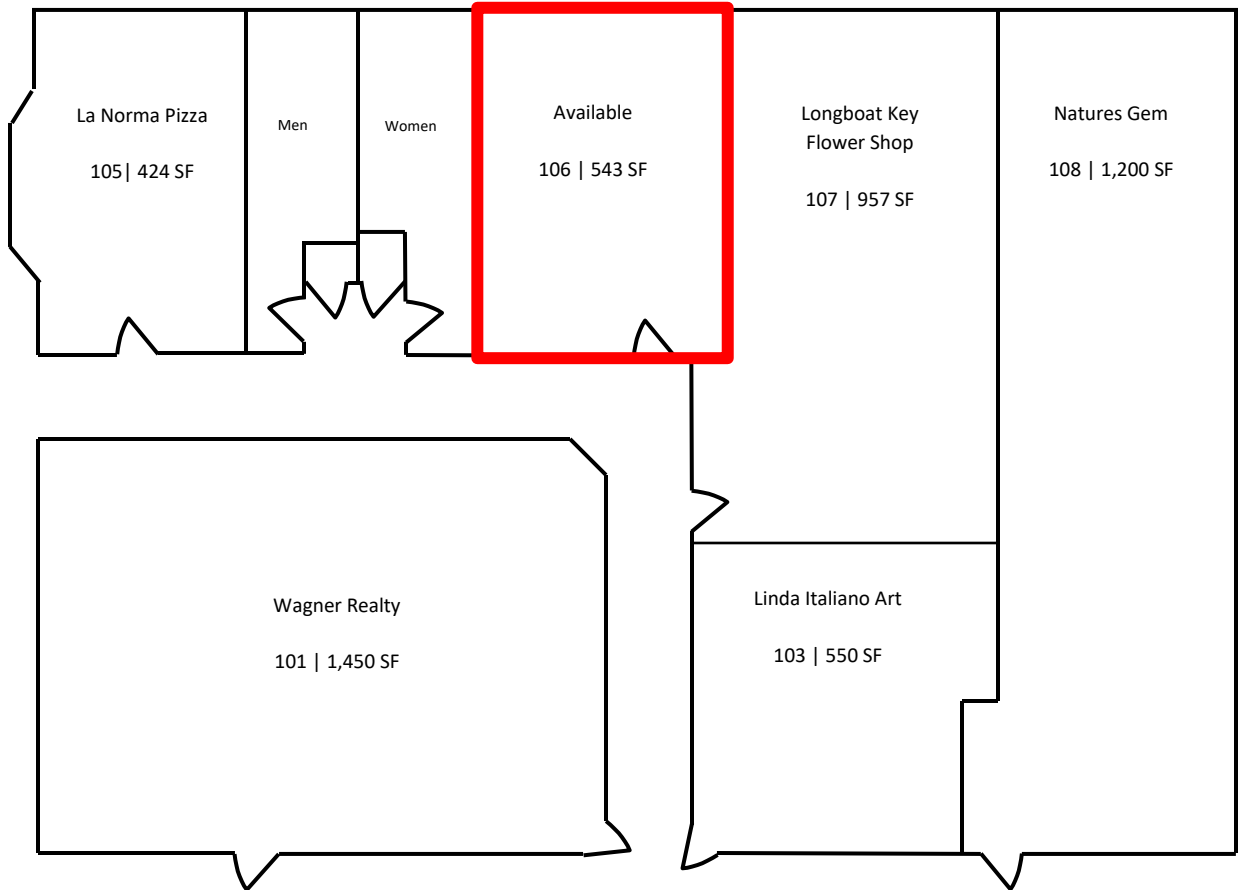 La Norma Pizza
105| 424 SF
Men
Women
Available
106 | 543 SF
Longboat Key
Flower Shop
107 | 957 SF
Natures Gem
108 | 1,200 SF
Wagner Realty
101 | 1,450 SF
Linda Italiano Art
103 | 550 SF